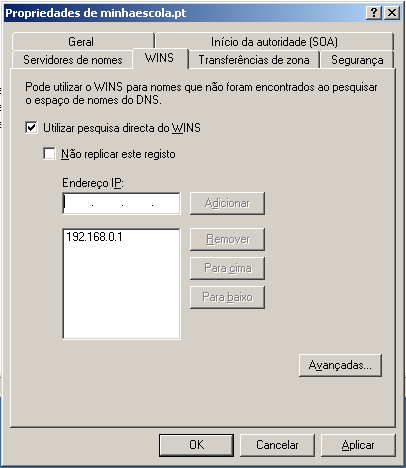 Propriedades de minhaescola.pt
Geral
Início da autoridade (SOA)
Servidores de nomes
WINS
Transferências de zona
Segurança
Pode utilizar o WINS para nomes que não foram encontrados ao pesquisar
o espaço de nomes do DNS.
Utilizar pesquisa directa do WINS
Não replicar este registo
Endereço IP:
. . .
Adicionar
192.168.0.1
Remover
Para cima
Para baixo
Avançadas...
OK
Cancelar
Aplicar